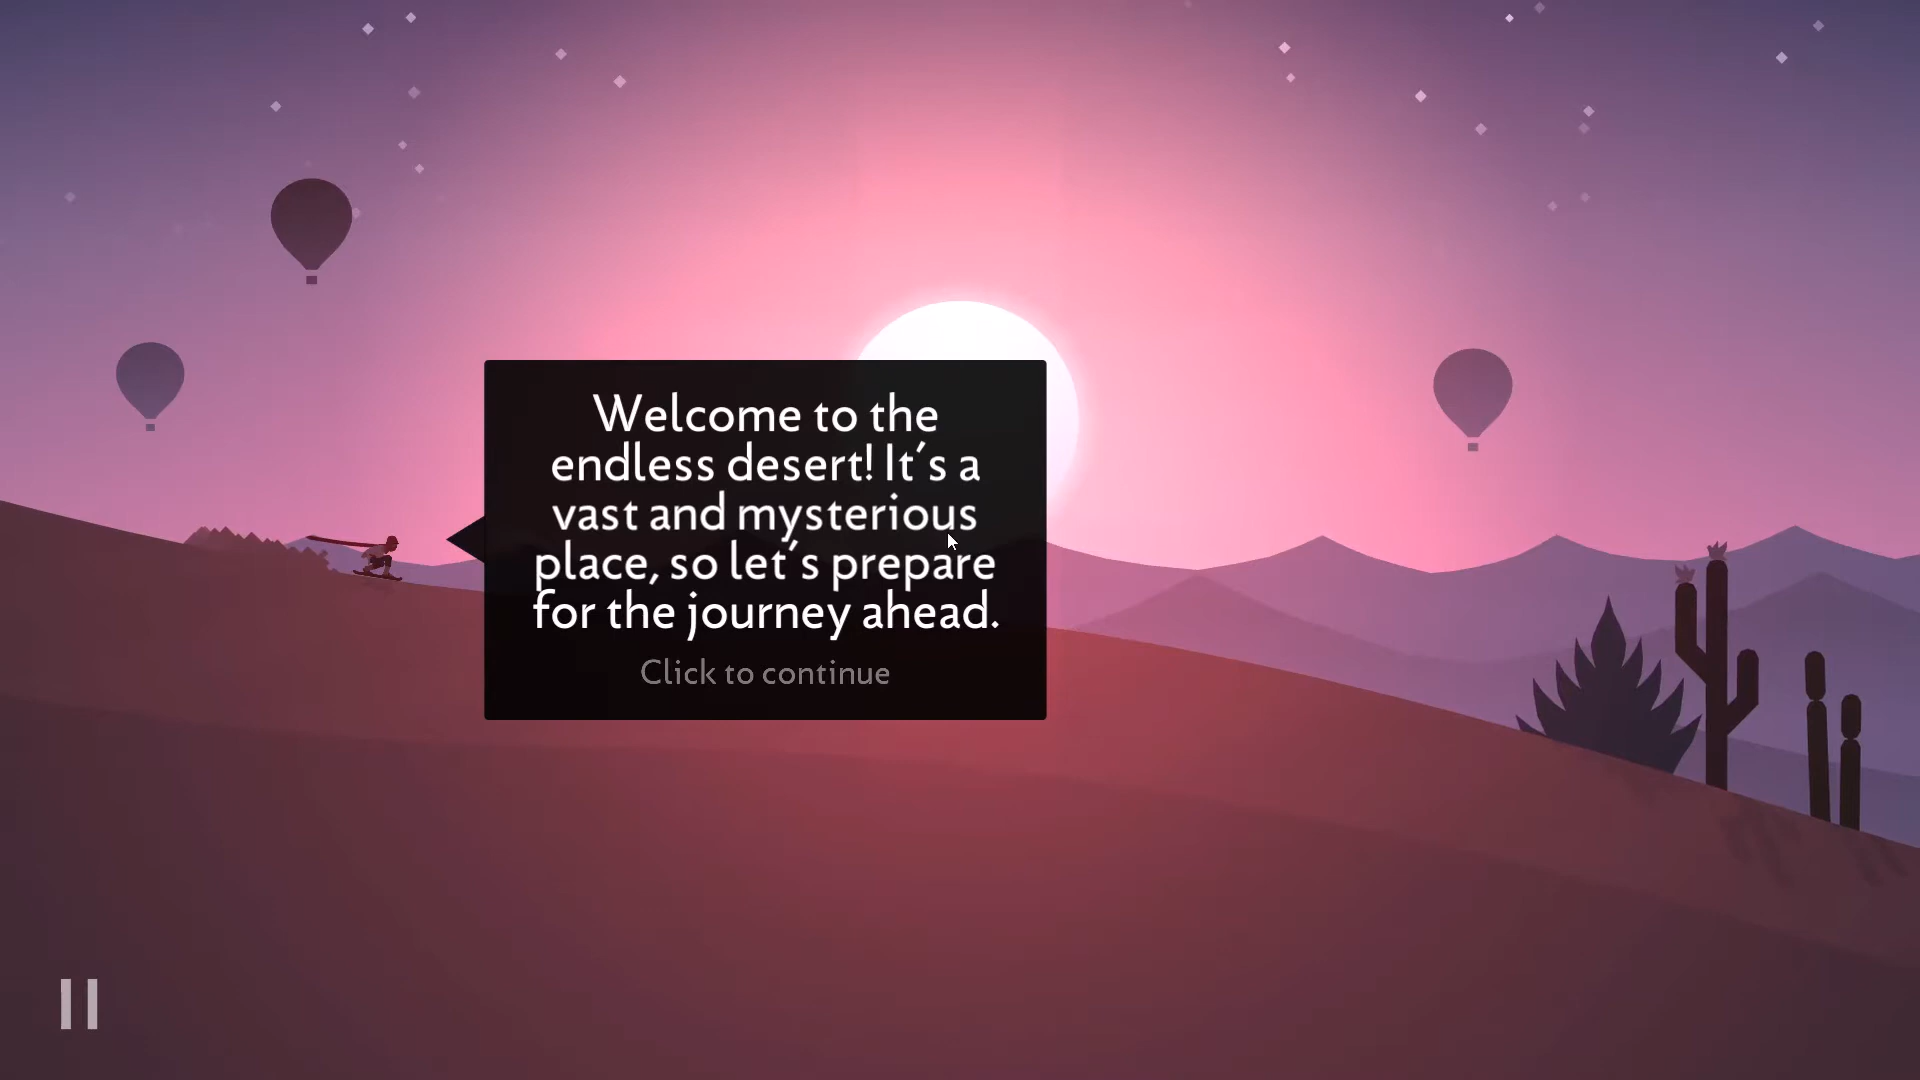 Welcome to the
endless desert! It's a
vast and mysterious
place, so let's prepare
for the journey ahead.
Click to continue